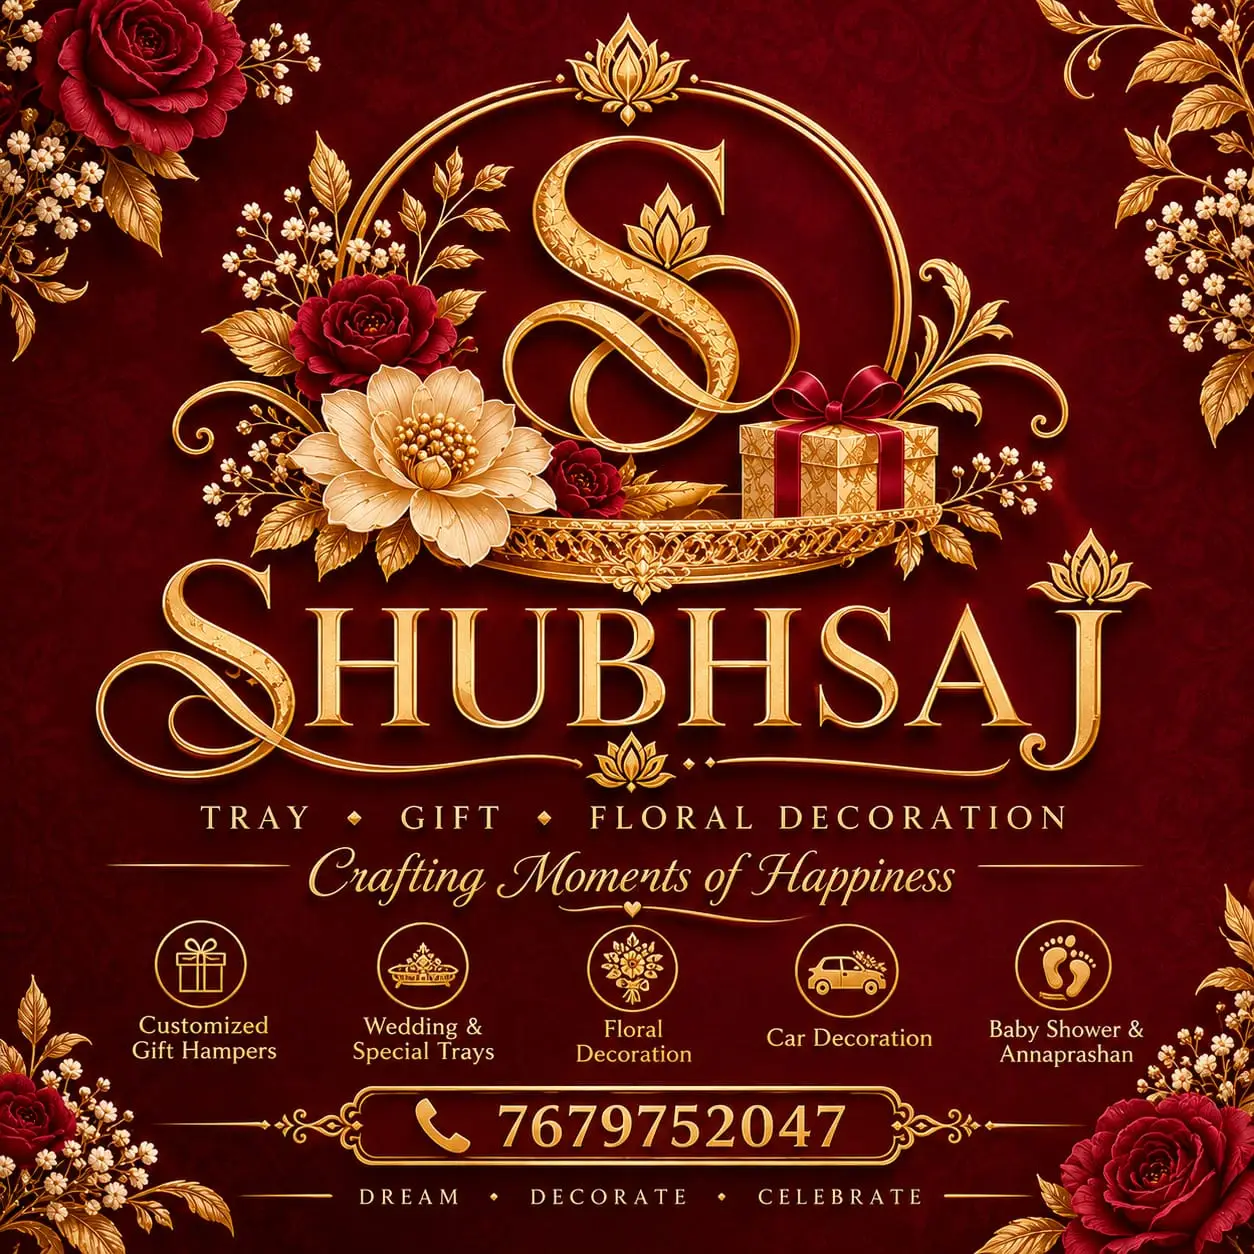 S
SHUBHSAJ
TRAY ◆ GIFT ◆ FLORAL DECORATION
Crafting Moments of Happiness
Customized
Gift Hampers
Wedding &
Special Trays
Floral
Decoration
Car Decoration
Baby Shower &
Annaprashan
7679752047
DREAM • DECORATE • CELEBRATE